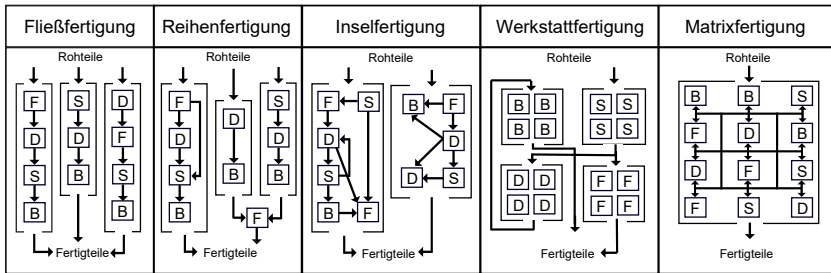 Fließfertigung
Rohteile
F S D
D D F
S B S
B B
Fertigteile
Reihenfertigung
Rohteile
F S
D D D
S B S
B B
F
Fertigteile
Inselfertigung
Rohteile
F S B F
D D
S D S
B F
Fertigteile
Werkstattfertigung
Rohteile
B B S S
B B S S
D D F F
D D F F
Fertigteile
Matrixfertigung
Rohteile
B B S
F D B
D F S
F S D
Fertigteile